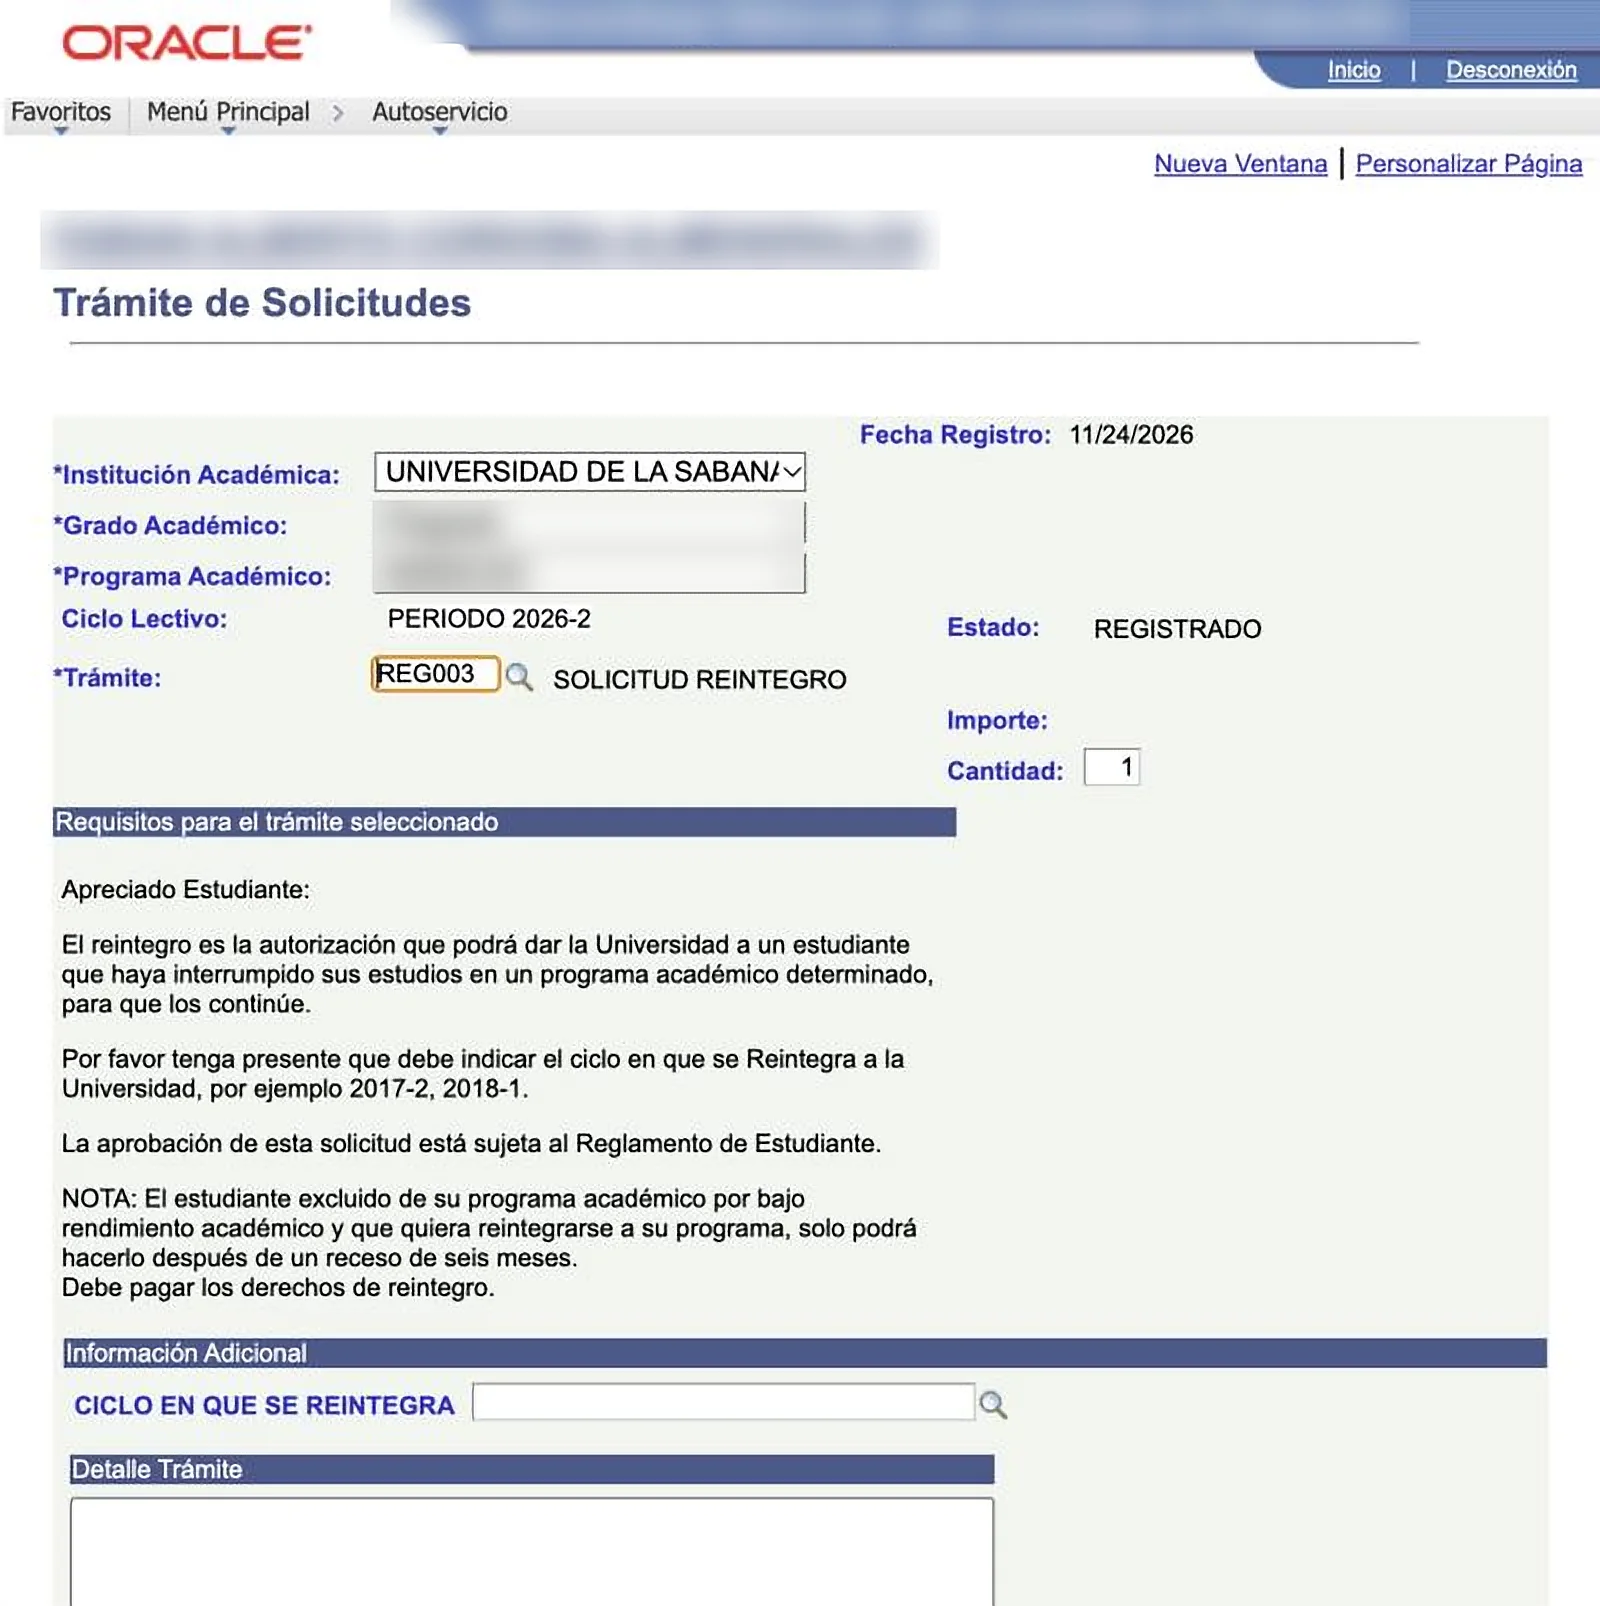 ORACLE
Inicio | Desconexión
Favoritos Menú Principal > Autoservicio
Nueva Ventana | Personalizar Página
Trámite de Solicitudes
Fecha Registro: 11/24/2026
*Institución Académica: UNIVERSIDAD DE LA SABANA
*Grado Académico:
*Programa Académico:
Ciclo Lectivo: PERIODO 2026-2
Estado: REGISTRADO
*Trámite: REG003 SOLICITUD REINTEGRO
Importe:
Cantidad: 1
Requisitos para el trámite seleccionado
Apreciado Estudiante:
El reintegro es la autorización que podrá dar la Universidad a un estudiante
que haya interrumpido sus estudios en un programa académico determinado,
para que los continúe.
Por favor tenga presente que debe indicar el ciclo en que se Reintegra a la
Universidad, por ejemplo 2017-2, 2018-1.
La aprobación de esta solicitud está sujeta al Reglamento de Estudiante.
NOTA: El estudiante excluido de su programa académico por bajo
rendimiento académico y que quiera reintegrarse a su programa, solo podrá
hacerlo después de un receso de seis meses.
Debe pagar los derechos de reintegro.
Información Adicional
CICLO EN QUE SE REINTEGRA
Detalle Trámite